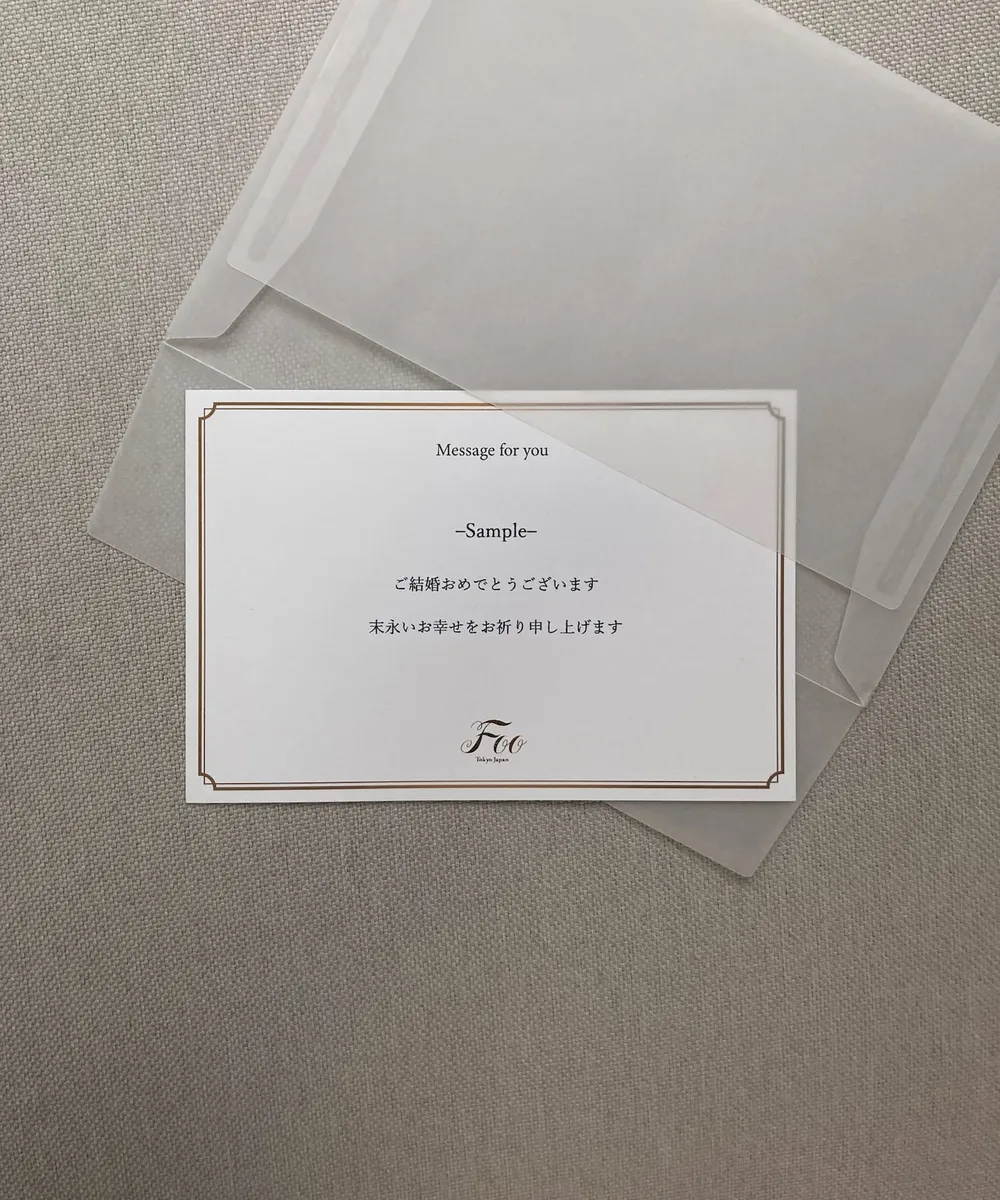 Message for you
–Sample–
ご結婚おめでとうございます
末永いお幸せをお祈り申し上げます
Foo
Tokyo Japan